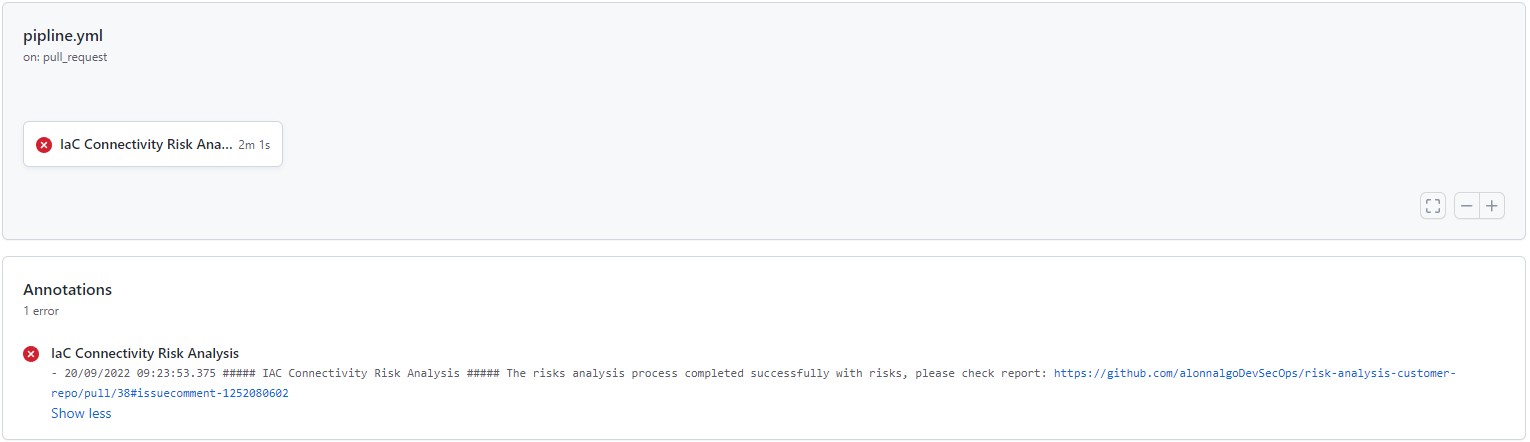 pipline.yml
on: pull_request
IaC Connectivity Risk Ana... 2m 1s
Annotations
1 error
IaC Connectivity Risk Analysis
- 20/09/2022 09:23:53.375 ##### IAC Connectivity Risk Analysis ##### The risks analysis process completed successfully with risks, please check report: https://github.com/alonnalgoDevSecOps/risk-analysis-customer-
repo/pull/38#issuecomment-1252080602
Show less